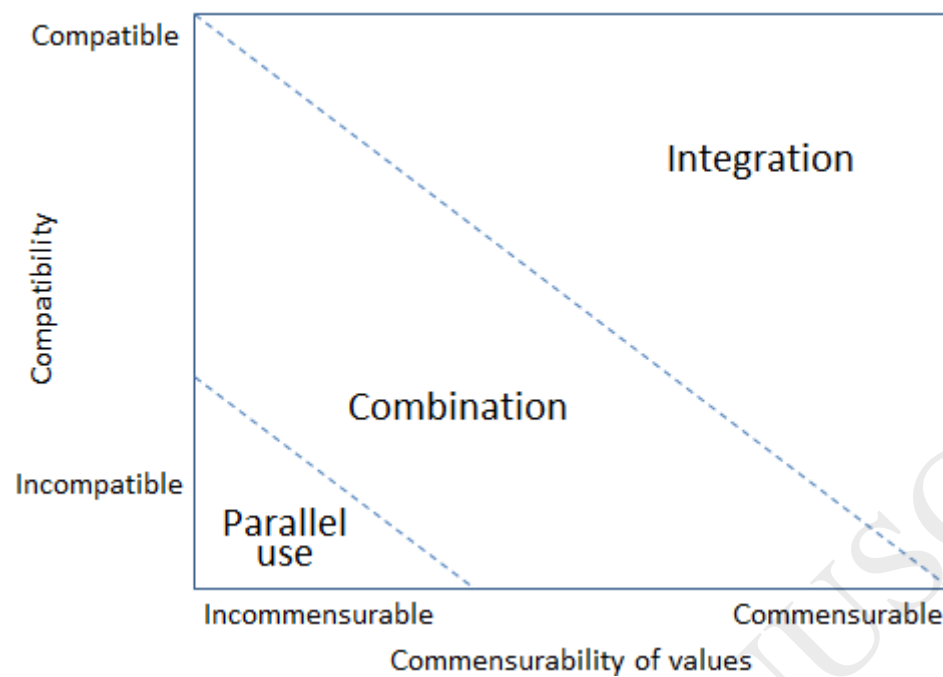 Compatible
Integration
Compatibility
Combination
Incompatible
Parallel
use
Incommensurable
Commensurable
Commensurability of values